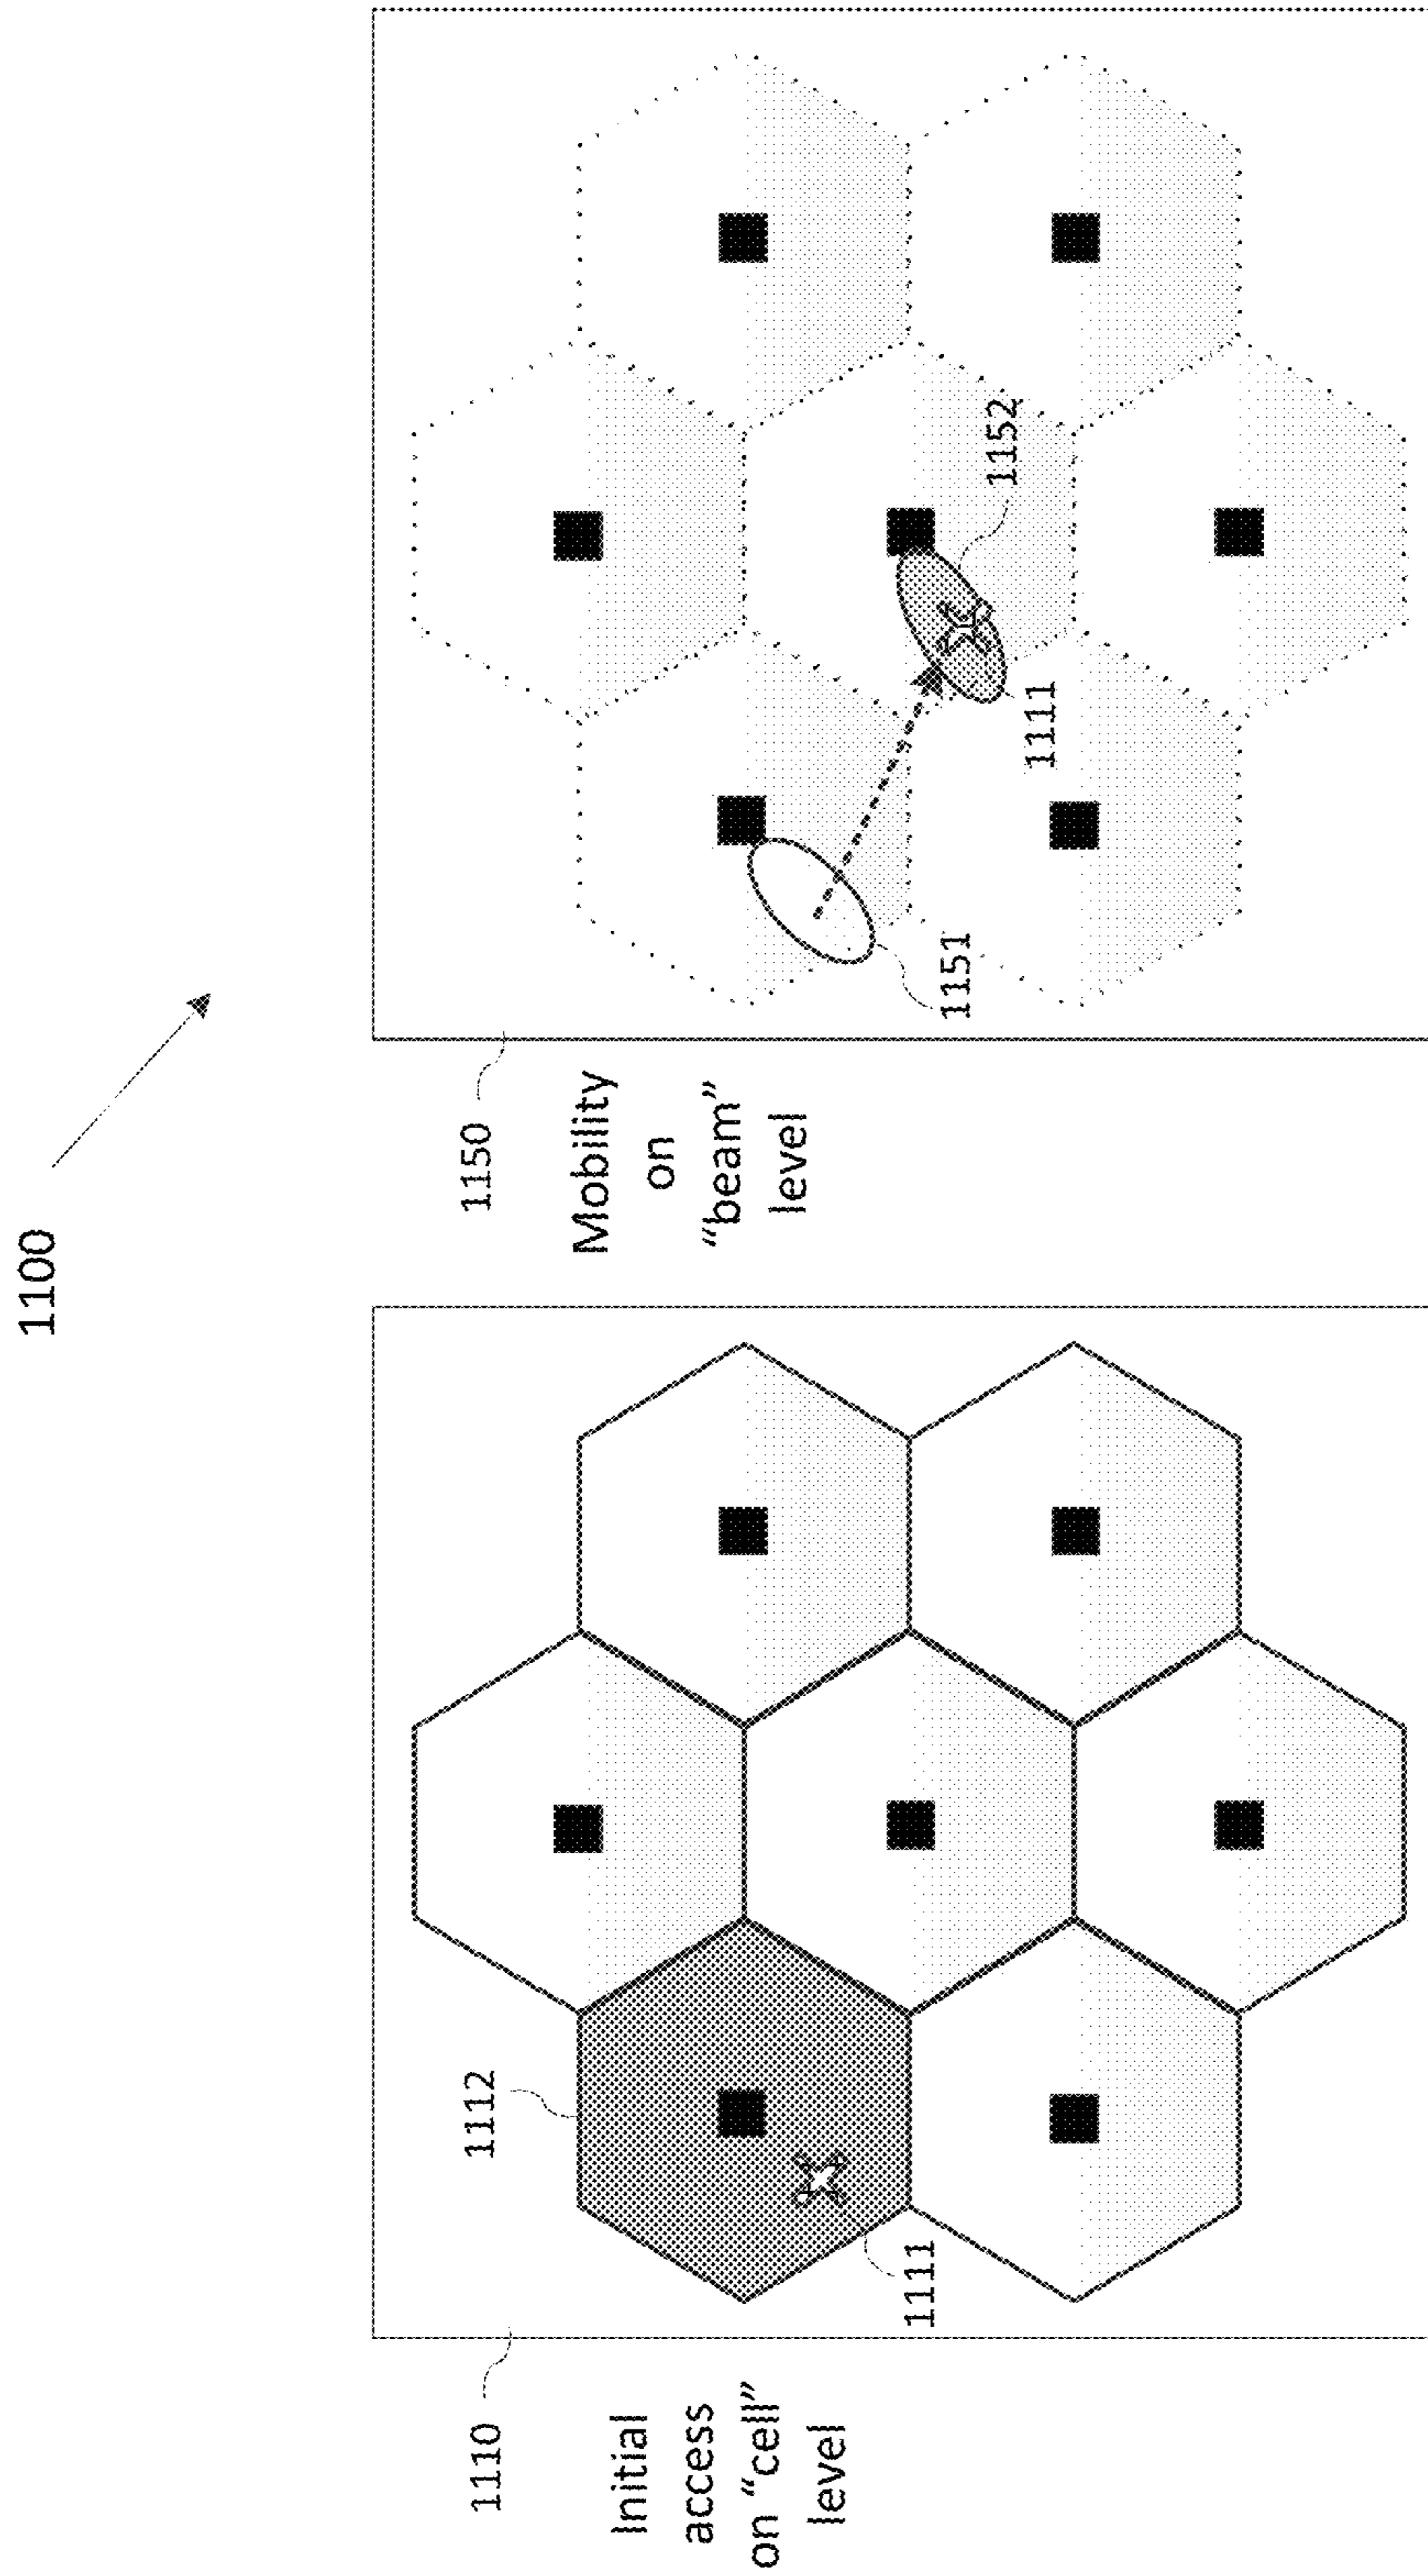 1100
1110
Initial
access
on “cell”
level
1112
1111
1150
Mobility
on
“beam”
level
1151
1111
1152